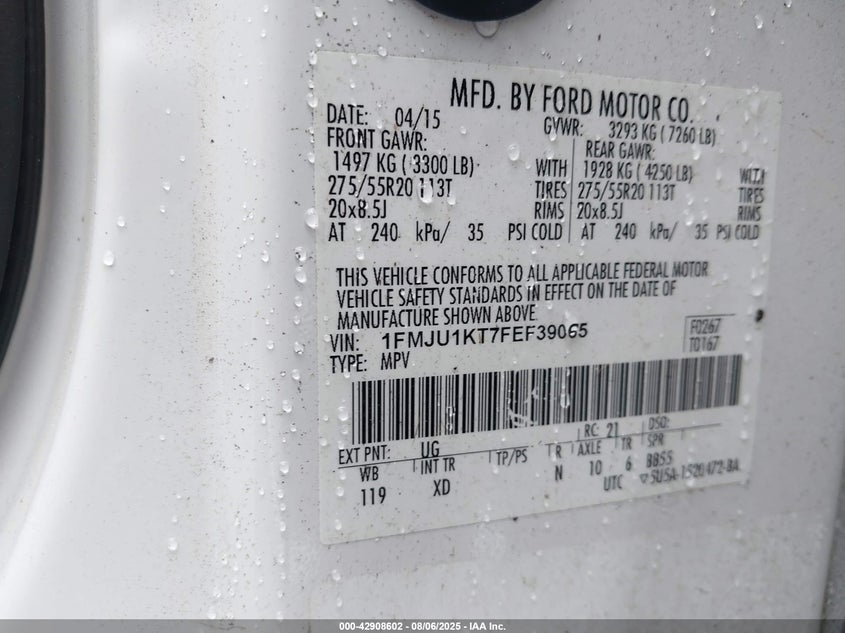 MFD. BY FORD MOTOR CO.
DATE: 04/15 GVWR: 3293 KG ( 7260 LB)
FRONT GAWR: REAR GAWR:
1497 KG ( 3300 LB) WITH 1928 KG ( 4250 LB) WITH
275/55R20 113T TIRES 275/55R20 113T TIRES
20x8.5J RIMS 20x8.5J RIMS
AT 240 kPa/ 35 PSI COLD AT 240 kPa/ 35 PSI COLD
THIS VEHICLE CONFORMS TO ALL APPLICABLE FEDERAL MOTOR
VEHICLE SAFETY STANDARDS IN EFFECT ON THE DATE OF
MANUFACTURE SHOWN ABOVE.
VIN: 1FMJU1KT7FEF39065 F0267
TYPE: MPV T0167
EXT PNT: UG RC: 21 DSO:
WB INT TR TP/PS R AXLE TR SPR
119 XD N 10 6 BB55
UTC
000-42908602 - 08/06/2025 - IAA Inc.